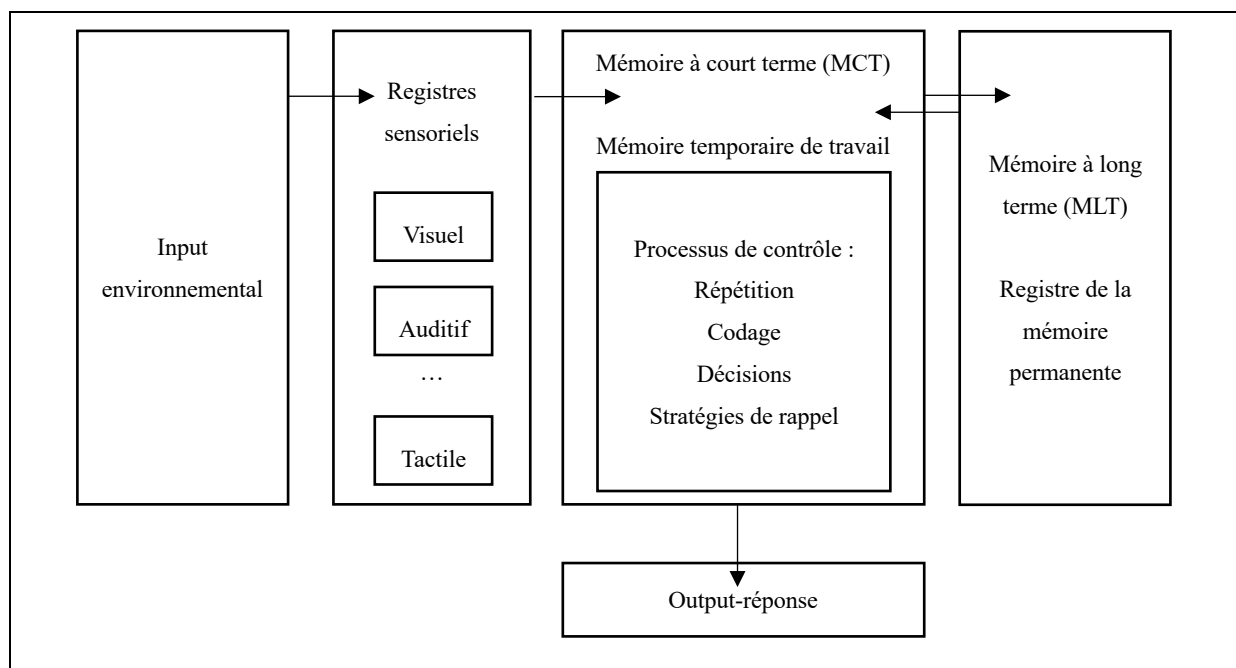 Input
environnemental
Registres
sensoriels
Visuel
Auditif
…
Tactile
Mémoire à court terme (MCT)
Mémoire temporaire de travail
Processus de contrôle :
Répétition
Codage
Décisions
Stratégies de rappel
Mémoire à long
terme (MLT)
Registre de la
mémoire
permanente
Output-réponse